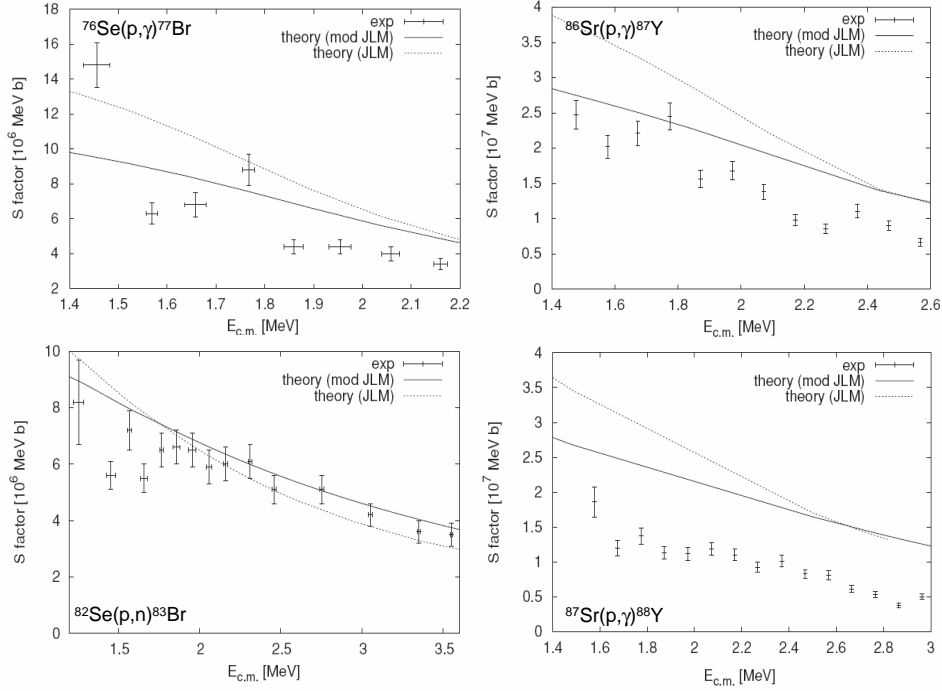 ⁷⁶Se(p,γ)⁷⁷Br
exp
theory (mod JLM)
theory (JLM)
S factor [10⁶ MeV b]
18
16
14
12
10
8
6
4
2
1.4 1.5 1.6 1.7 1.8 1.9 2 2.1 2.2
E_c.m. [MeV]
⁸⁶Sr(p,γ)⁸⁷Y
exp
theory (mod JLM)
theory (JLM)
S factor [10⁷ MeV b]
4
3.5
3
2.5
2
1.5
1
0.5
0
1.4 1.6 1.8 2 2.2 2.4 2.6
E_c.m. [MeV]
exp
theory (mod JLM)
theory (JLM)
S factor [10⁶ MeV b]
10
8
6
4
2
0
⁸²Se(p,n)⁸³Br
1.5 2 2.5 3 3.5
E_c.m. [MeV]
exp
theory (mod JLM)
theory (JLM)
S factor [10⁷ MeV b]
4
3.5
3
2.5
2
1.5
1
0.5
0
⁸⁷Sr(p,γ)⁸⁸Y
1.4 1.6 1.8 2 2.2 2.4 2.6 2.8 3
E_c.m. [MeV]